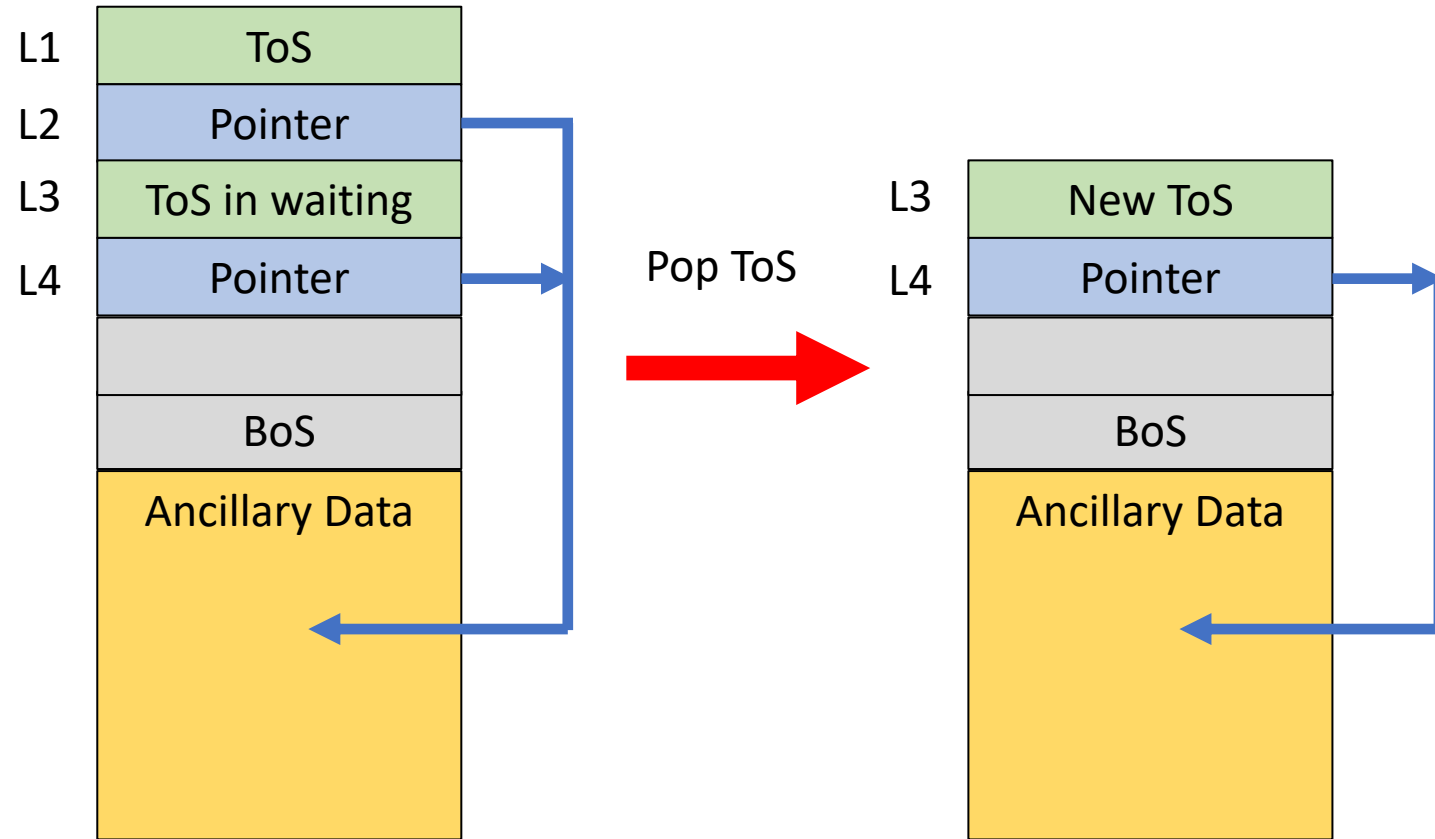 L1
ToS
L2
Pointer
L3
ToS in waiting
L4
Pointer
BoS
Ancillary Data
Pop ToS
L3
New ToS
L4
Pointer
BoS
Ancillary Data